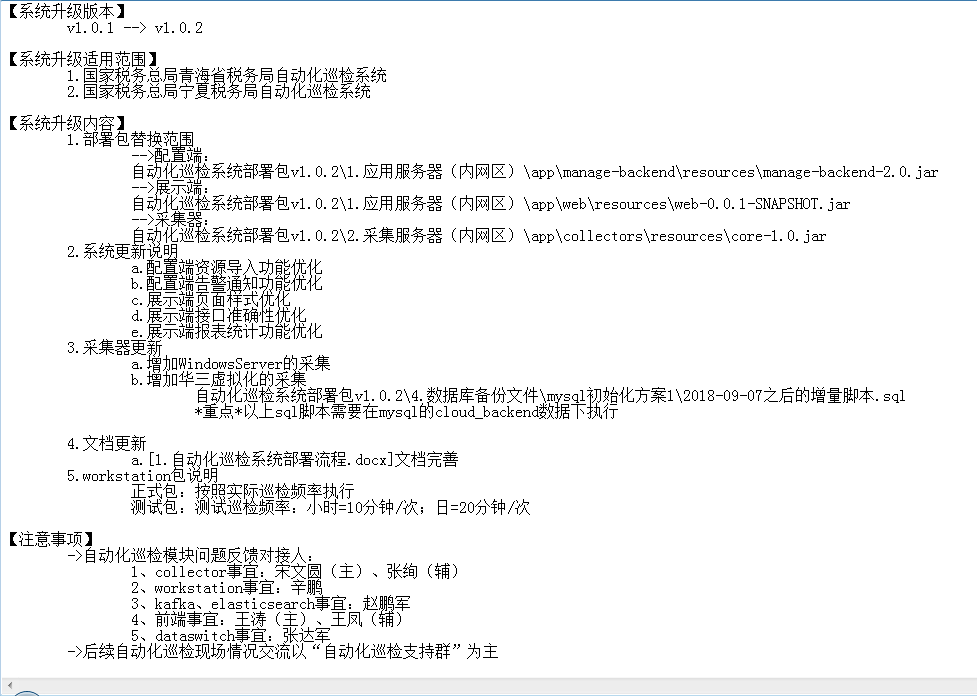 【系统升级版本】
v1.0.1 --> v1.0.2
【系统升级适用范围】
1.国家税务总局青海省税务局自动化巡检系统
2.国家税务总局宁夏税务局自动化巡检系统
【系统升级内容】
1.部署包替换范围
-->配置端:
自动化巡检系统部署包v1.0.2\1.应用服务器（内网区）\app\manage-backend\resources\manage-backend-2.0.jar
-->展示端:
自动化巡检系统部署包v1.0.2\1.应用服务器（内网区）\app\web\resources\web-0.0.1-SNAPSHOT.jar
-->采集器:
自动化巡检系统部署包v1.0.2\2.采集服务器（内网区）\app\collectors\resources\core-1.0.jar
2.系统更新说明
a.配置端资源导入功能优化
b.配置端告警通知功能优化
c.展示端页面样式优化
d.展示端接口准确性优化
e.展示端报表统计功能优化
3.采集器更新
a.增加WindowsServer的采集
b.增加华三虚拟化的采集
自动化巡检系统部署包v1.0.2\4.数据库备份文件\mysql初始化方案1\2018-09-07之后的增量脚本.sql
*重点*以上sql脚本需要在mysql的cloud_backend数据下执行
4.文档更新
a.[1.自动化巡检系统部署流程.docx]文档完善
5.workstation包说明
正式包：按照实际巡检频率执行
测试包：测试巡检频率：小时=10分钟/次；日=20分钟/次
【注意事项】
->自动化巡检模块问题反馈对接人:
1、collector事宜：宋文圆（主）、张绚（辅）
2、workstation事宜：辛鹏
3、kafka、elasticsearch事宜：赵鹏军
4、前端事宜：王涛（主）、王凤（辅）
5、dataswitch事宜：张达军
->后续自动化巡检现场情况交流以“自动化巡检支持群”为主